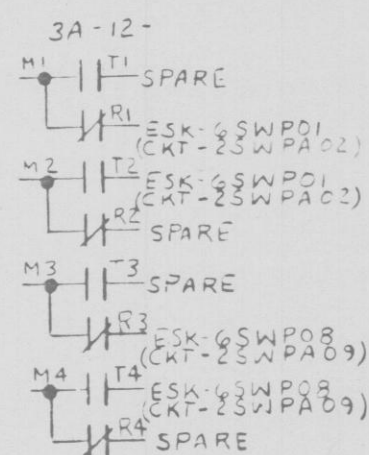 3A-12-
M1 T1 SPARE
R1 ESK-6SWP01
(CKT-2SWPA02)
M2 T2 ESK-6SWP01
(CKT-2SWPA02)
R2 SPARE
M3 T3 SPARE
R3 ESK-6SWP08
(CKT-2SWPA09)
M4 T4 ESK-6SWP08
(CKT-2SWPA09)
R4 SPARE